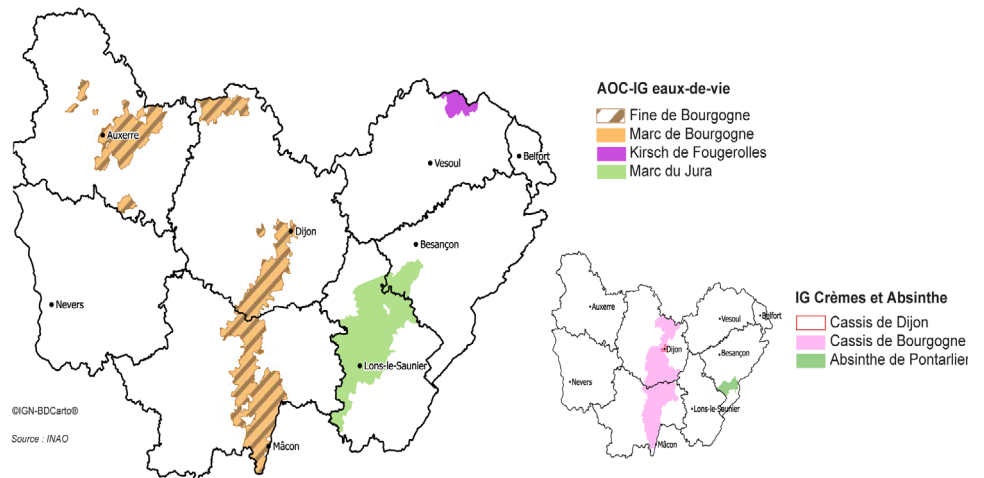 AOC-IG eaux-de-vie
Fine de Bourgogne
Marc de Bourgogne
Kirsch de Fougerolles
Marc du Jura
Auxerre
Vesoul
Belfort
Dijon
Besançon
Nevers
Lons-le-Saunier
Mâcon
©IGN-BDCarto®
Source : INAO
IG Crèmes et Absinthe
Cassis de Dijon
Cassis de Bourgogne
Absinthe de Pontarlier
Auxerre
Vesoul
Belfort
Dijon
Besançon
Nevers
Lons-le-Saunier
Mâcon